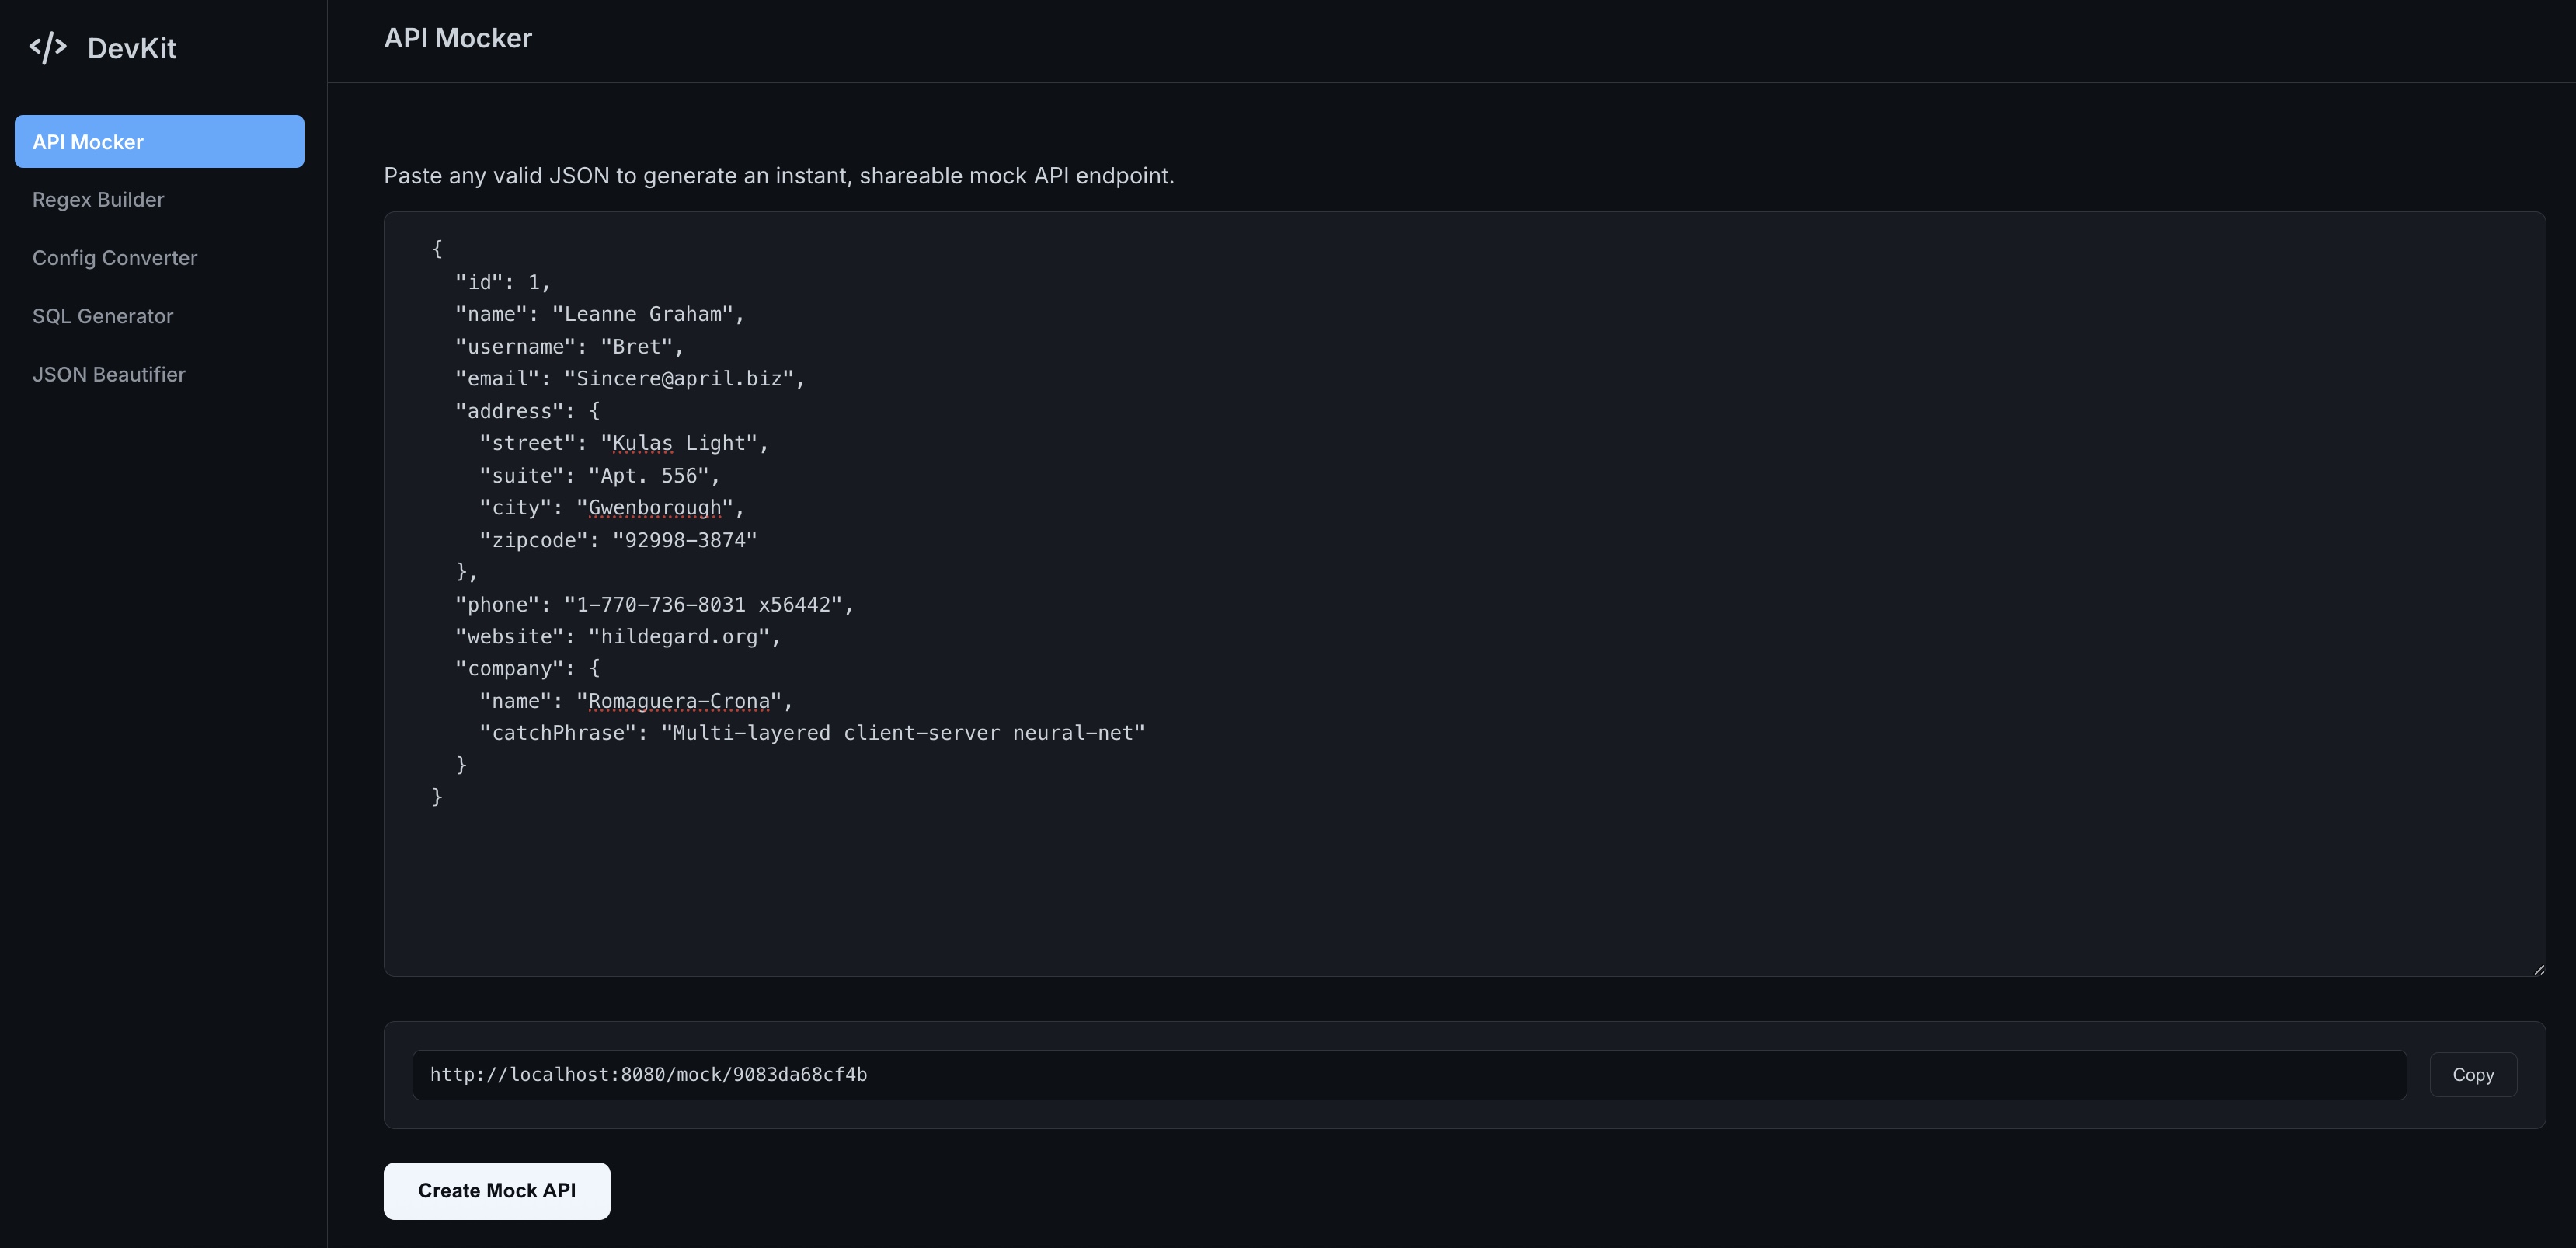 </> DevKit
API Mocker
Regex Builder
Config Converter
SQL Generator
JSON Beautifier
API Mocker
Paste any valid JSON to generate an instant, shareable mock API endpoint.
{
  "id": 1,
  "name": "Leanne Graham",
  "username": "Bret",
  "email": "Sincere@april.biz",
  "address": {
    "street": "Kulas Light",
    "suite": "Apt. 556",
    "city": "Gwenborough",
    "zipcode": "92998-3874"
  },
  "phone": "1-770-736-8031 x56442",
  "website": "hildegard.org",
  "company": {
    "name": "Romaguera-Crona",
    "catchPhrase": "Multi-layered client-server neural-net"
  }
}
http://localhost:8080/mock/9083da68cf4b
Copy
Create Mock API